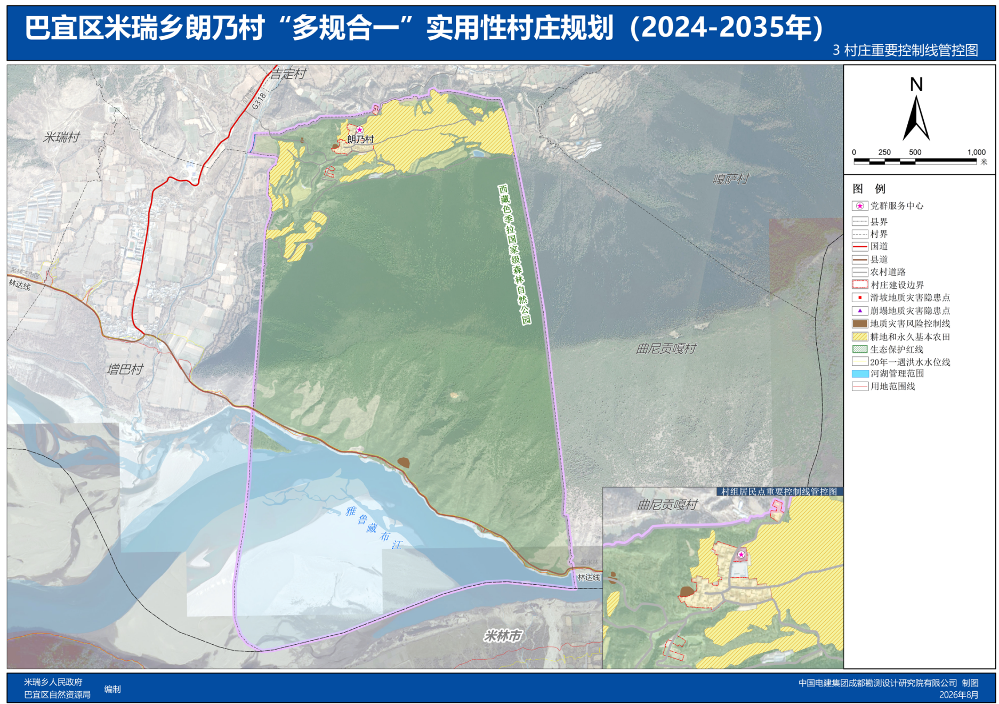 巴宜区米瑞乡朗乃村“多规合一”实用性村庄规划（2024-2035年）
3 村庄重要控制线管控图
吉定村
G318
米瑞村
朗乃村
嘎萨村
西藏色季拉国家级森林自然公园
至林芝市区
林达线
曲尼贡嘎村
增巴村
雅鲁藏布江
至米林
林达线
米林市
村组居民点重要控制线管控图
曲尼贡嘎村
N
0 250 500 1,000
米
图 例
党群服务中心
县界
村界
国道
县道
农村道路
村庄建设边界
滑坡地质灾害隐患点
崩塌地质灾害隐患点
地质灾害风险控制线
耕地和永久基本农田
生态保护红线
20年一遇洪水水位线
河湖管理范围
用地范围线
米瑞乡人民政府
巴宜区自然资源局
编制
中国电建集团成都勘测设计研究院有限公司 制图
2026年8月